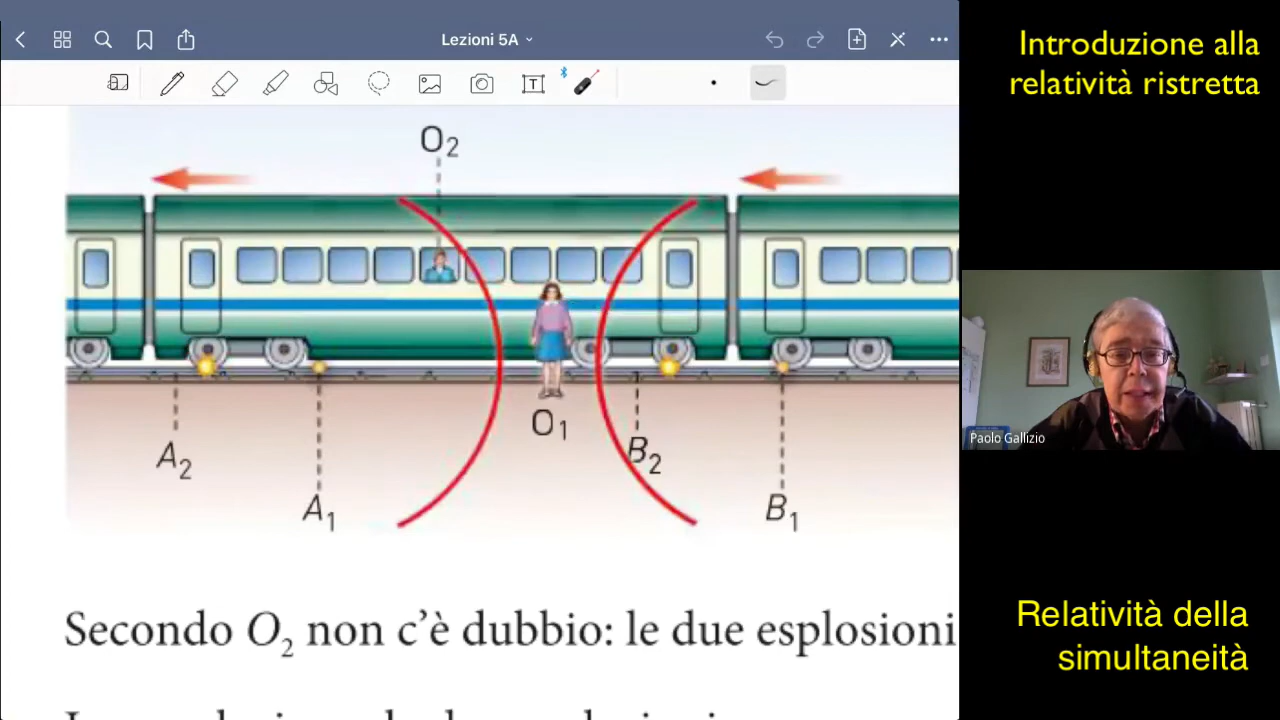 Lezioni 5A
Introduzione alla
relatività ristretta
T
O2
O1
A2
B2
A1
B1
Paolo Gallizio
Secondo O2 non c'è dubbio: le due esplosioni
Relatività della
simultaneità